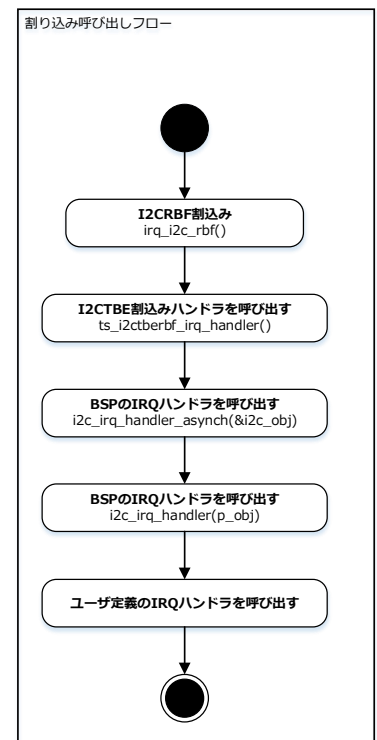 割り込み呼び出しフロー
I2CRBF割込み
irq_i2c_rbf()
I2CTBE割込みハンドラを呼び出す
ts_i2ctberbf_irq_handler()
BSPのIRQハンドラを呼び出す
i2c_irq_handler_asynch(&i2c_obj)
BSPのIRQハンドラを呼び出す
i2c_irq_handler(p_obj)
ユーザ定義のIRQハンドラを呼び出す